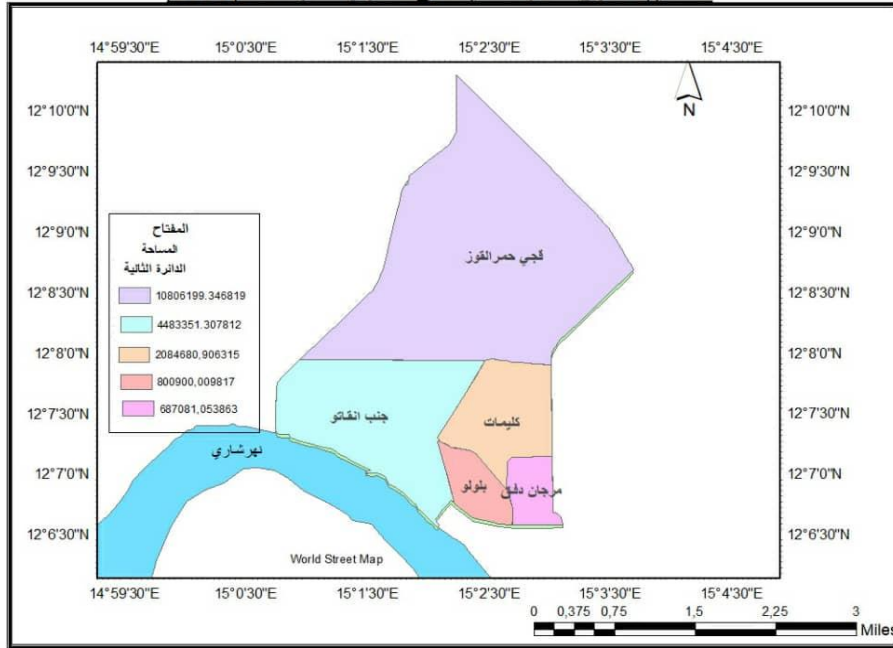 14°59'30"E 15°0'30"E 15°1'30"E 15°2'30"E 15°3'30"E 15°4'30"E
N
12°10'0"N 12°10'0"N
12°9'30"N 12°9'30"N
12°9'0"N 12°9'0"N
12°8'30"N 12°8'30"N
12°8'0"N 12°8'0"N
12°7'30"N 12°7'30"N
12°7'0"N 12°7'0"N
12°6'30"N 12°6'30"N
المفتاح
المساحة
الدائرة الثانية
10806199.346819
4483351.307812
2084680,906315
800900,009817
687081,053863
قجي حمرالقوز
جنب انقاتو
كليمات
نهرشاري
بلولو
مرجان دفق
World Street Map
14°59'30"E 15°0'30"E 15°1'30"E 15°2'30"E 15°3'30"E 15°4'30"E
0 0,375 0,75 1,5 2,25 3
Miles